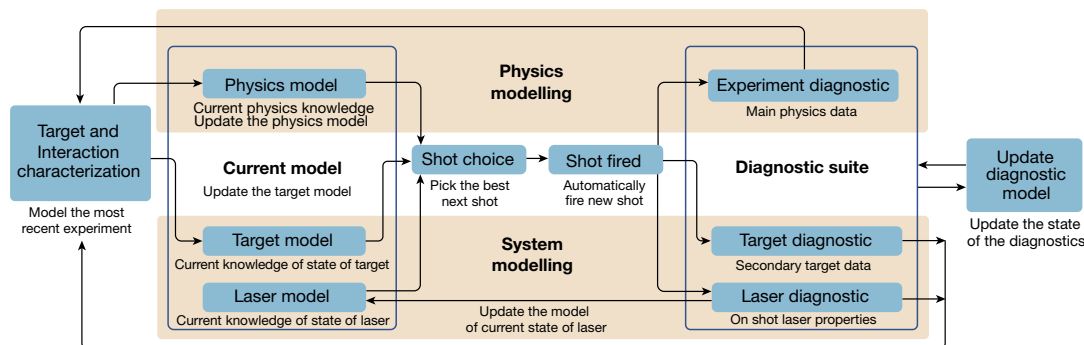 Physics
modelling
Target and
Interaction
characterization
Model the most
recent experiment
Physics model
Current physics knowledge
Update the physics model
Current model
Update the target model
Target model
Current knowledge of state of target
Laser model
Current knowledge of state of laser
Shot choice
Pick the best
next shot
Shot fired
Automatically
fire new shot
System
modelling
Update the model
of current state of laser
Experiment diagnostic
Main physics data
Diagnostic suite
Target diagnostic
Secondary target data
Laser diagnostic
On shot laser properties
Update
diagnostic
model
Update the state
of the diagnostics